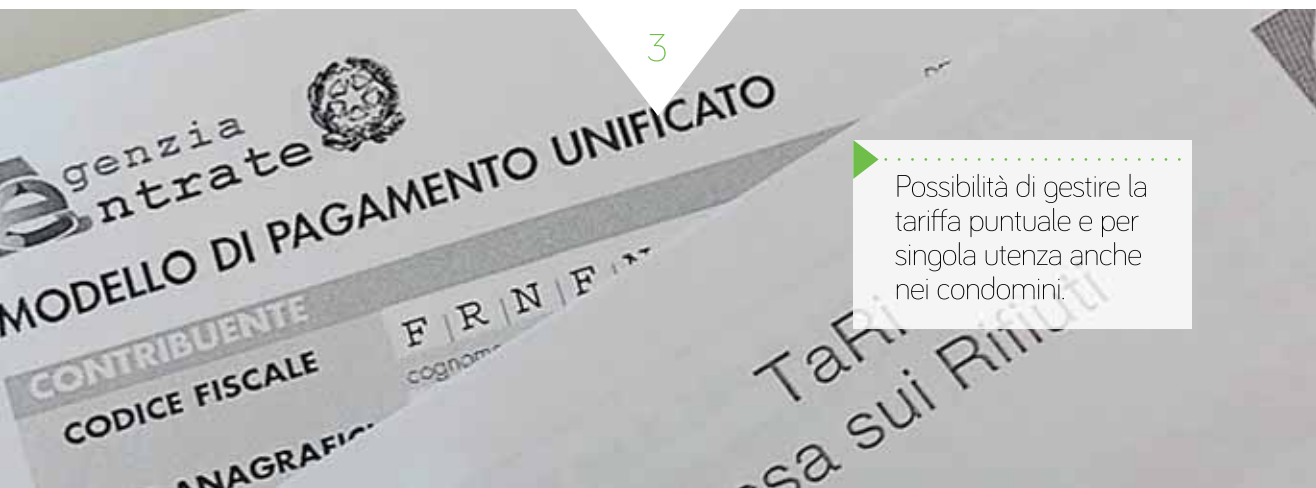 3
genzia
ntrate
MODELLO DI PAGAMENTO UNIFICATO
CONTRIBUENTE
CODICE FISCALE
F R N F
cognome
Possibilità di gestire la
tariffa puntuale e per
singola utenza anche
nei condomini.
TaRi
sui Rifiuti